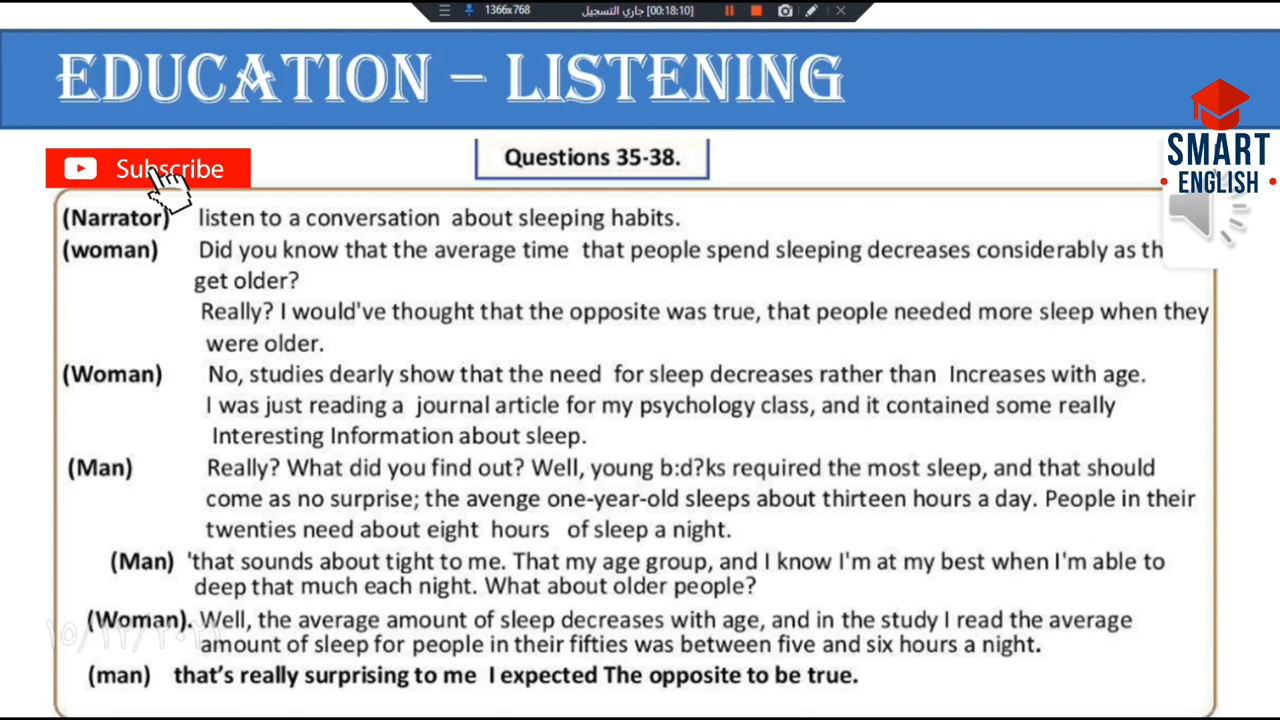 1366x768
جاري التسجيل [00:18:10]
EDUCATION – LISTENING
SMART
ENGLISH
Subscribe
Questions 35-38.
(Narrator) listen to a conversation about sleeping habits.
(woman) Did you know that the average time that people spend sleeping decreases considerably as th
get older?
Really? I would've thought that the opposite was true, that people needed more sleep when they
were older.
(Woman) No, studies dearly show that the need for sleep decreases rather than Increases with age.
I was just reading a journal article for my psychology class, and it contained some really
Interesting Information about sleep.
(Man) Really? What did you find out? Well, young b:d?ks required the most sleep, and that should
come as no surprise; the avenge one-year-old sleeps about thirteen hours a day. People in their
twenties need about eight hours of sleep a night.
(Man) 'that sounds about tight to me. That my age group, and I know I'm at my best when I'm able to
deep that much each night. What about older people?
(Woman). Well, the average amount of sleep decreases with age, and in the study I read the average
amount of sleep for people in their fifties was between five and six hours a night.
(man) that's really surprising to me I expected The opposite to be true.